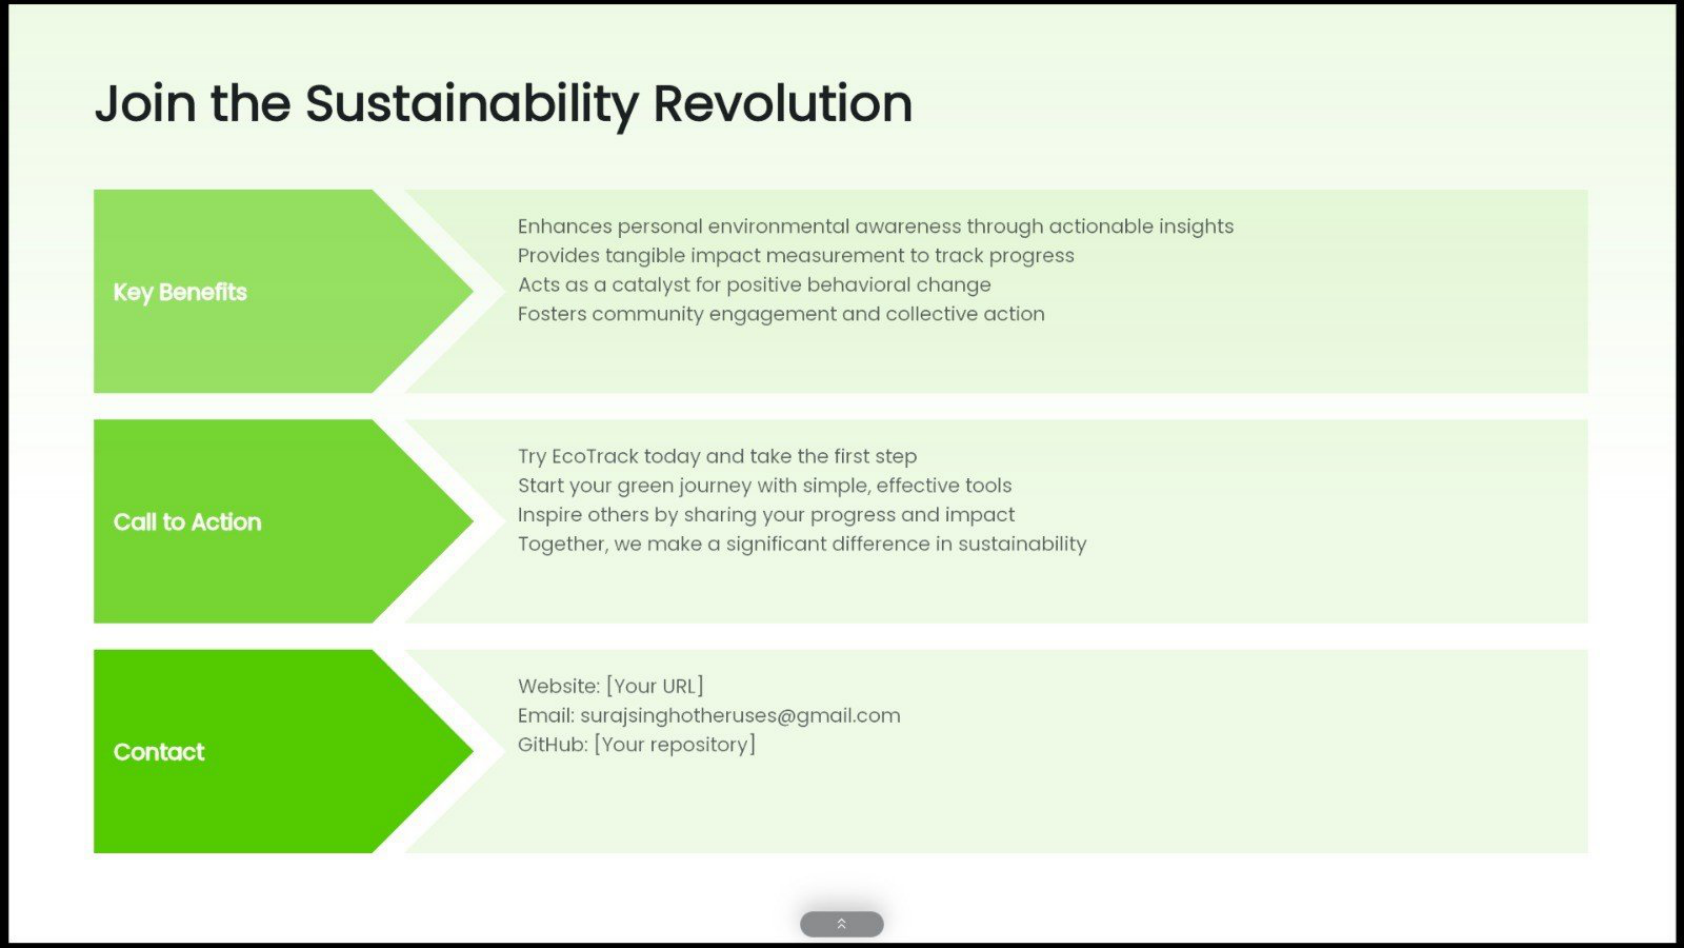 Join the Sustainability Revolution
Key Benefits
Enhances personal environmental awareness through actionable insights
Provides tangible impact measurement to track progress
Acts as a catalyst for positive behavioral change
Fosters community engagement and collective action
Call to Action
Try EcoTrack today and take the first step
Start your green journey with simple, effective tools
Inspire others by sharing your progress and impact
Together, we make a significant difference in sustainability
Contact
Website: [Your URL]
Email: surajsinghotheruses@gmail.com
GitHub: [Your repository]